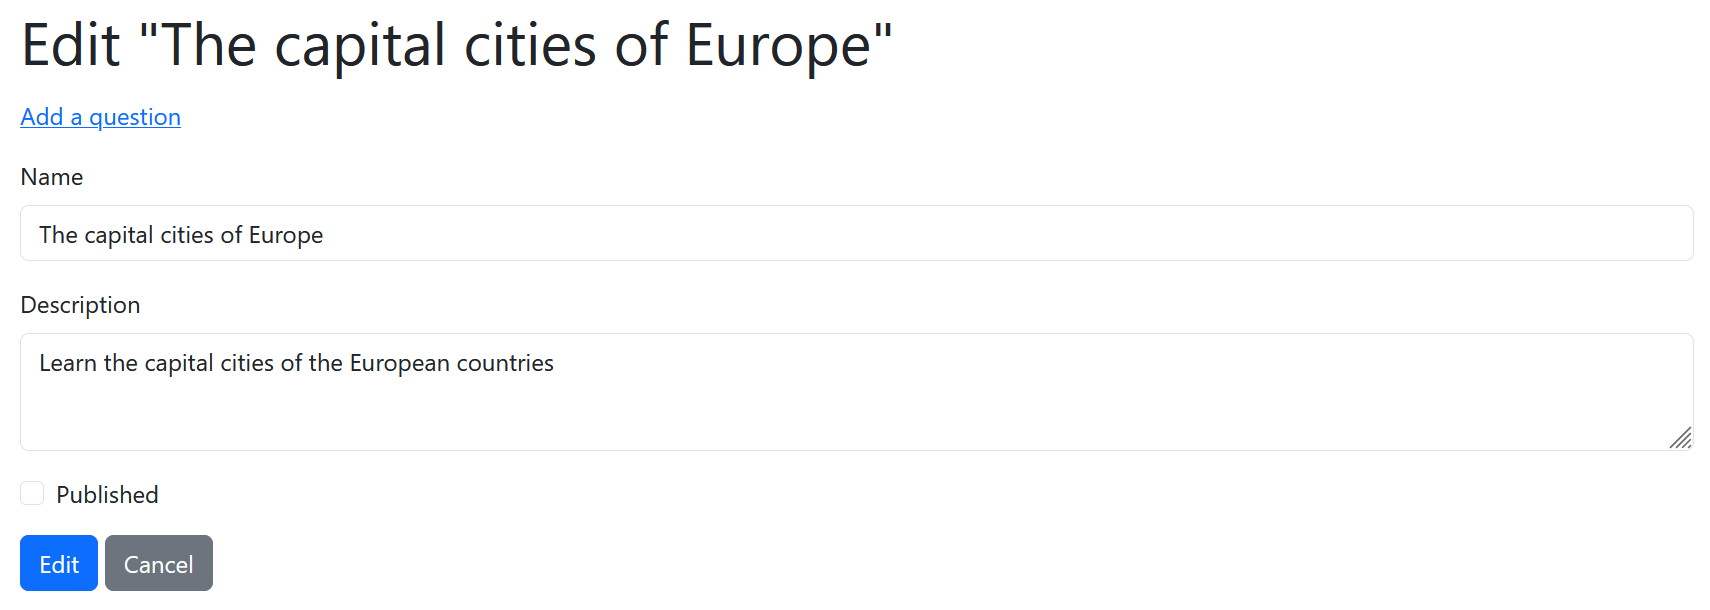 Edit "The capital cities of Europe"
Add a question
Name
The capital cities of Europe
Description
Learn the capital cities of the European countries
Published
Edit Cancel